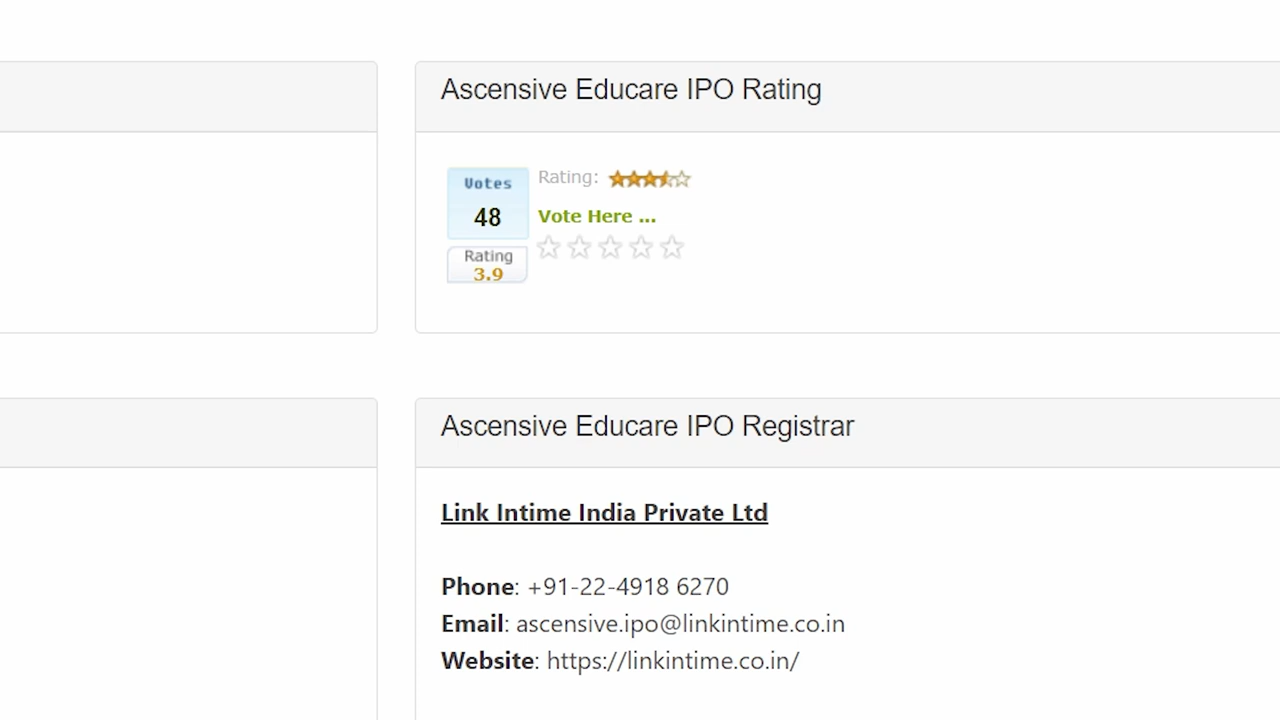 Ascensive Educare IPO Rating
Votes
48
Rating
3.9
Rating:
Vote Here ...
Ascensive Educare IPO Registrar
Link Intime India Private Ltd
Phone: +91-22-4918 6270
Email: ascensive.ipo@linkintime.co.in
Website: https://linkintime.co.in/